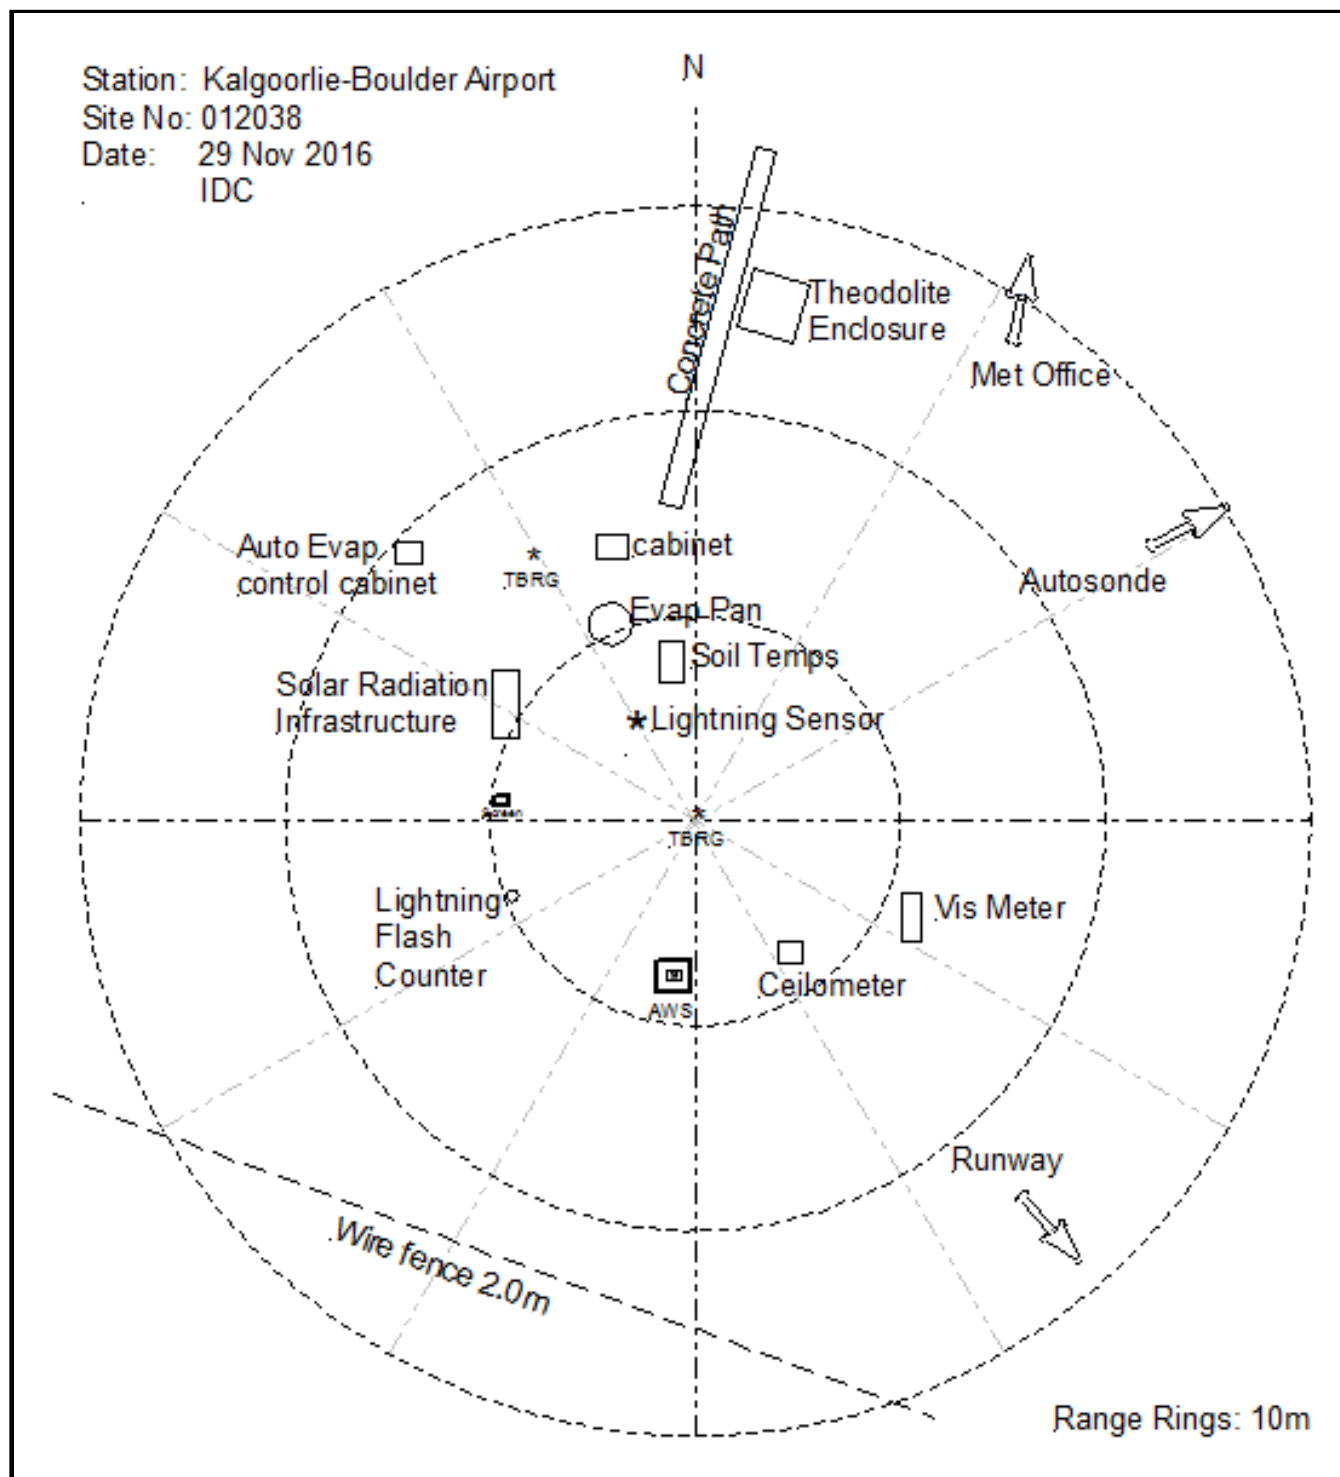 N
Station: Kalgoorlie-Boulder Airport
Site No: 012038
Date: 29 Nov 2016
IDC
Concrete Path
Theodolite
Enclosure
Met Office
Auto Evap
control cabinet
TBRG
cabinet
Autosonde
Evap Pan
Soil Temps
Solar Radiation
Infrastructure
Lightning Sensor
Screen
TBRG
Lightning
Flash
Counter
Vis Meter
Ceilometer
AWS
Runway
Wire fence 2.0m
Range Rings: 10m